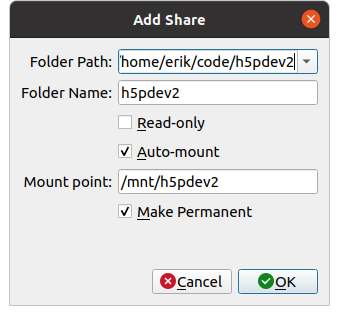 Add Share
Folder Path: /home/erik/code/h5pdev2
Folder Name: h5pdev2
Read-only
Auto-mount
Mount point: /mnt/h5pdev2
Make Permanent
Cancel OK